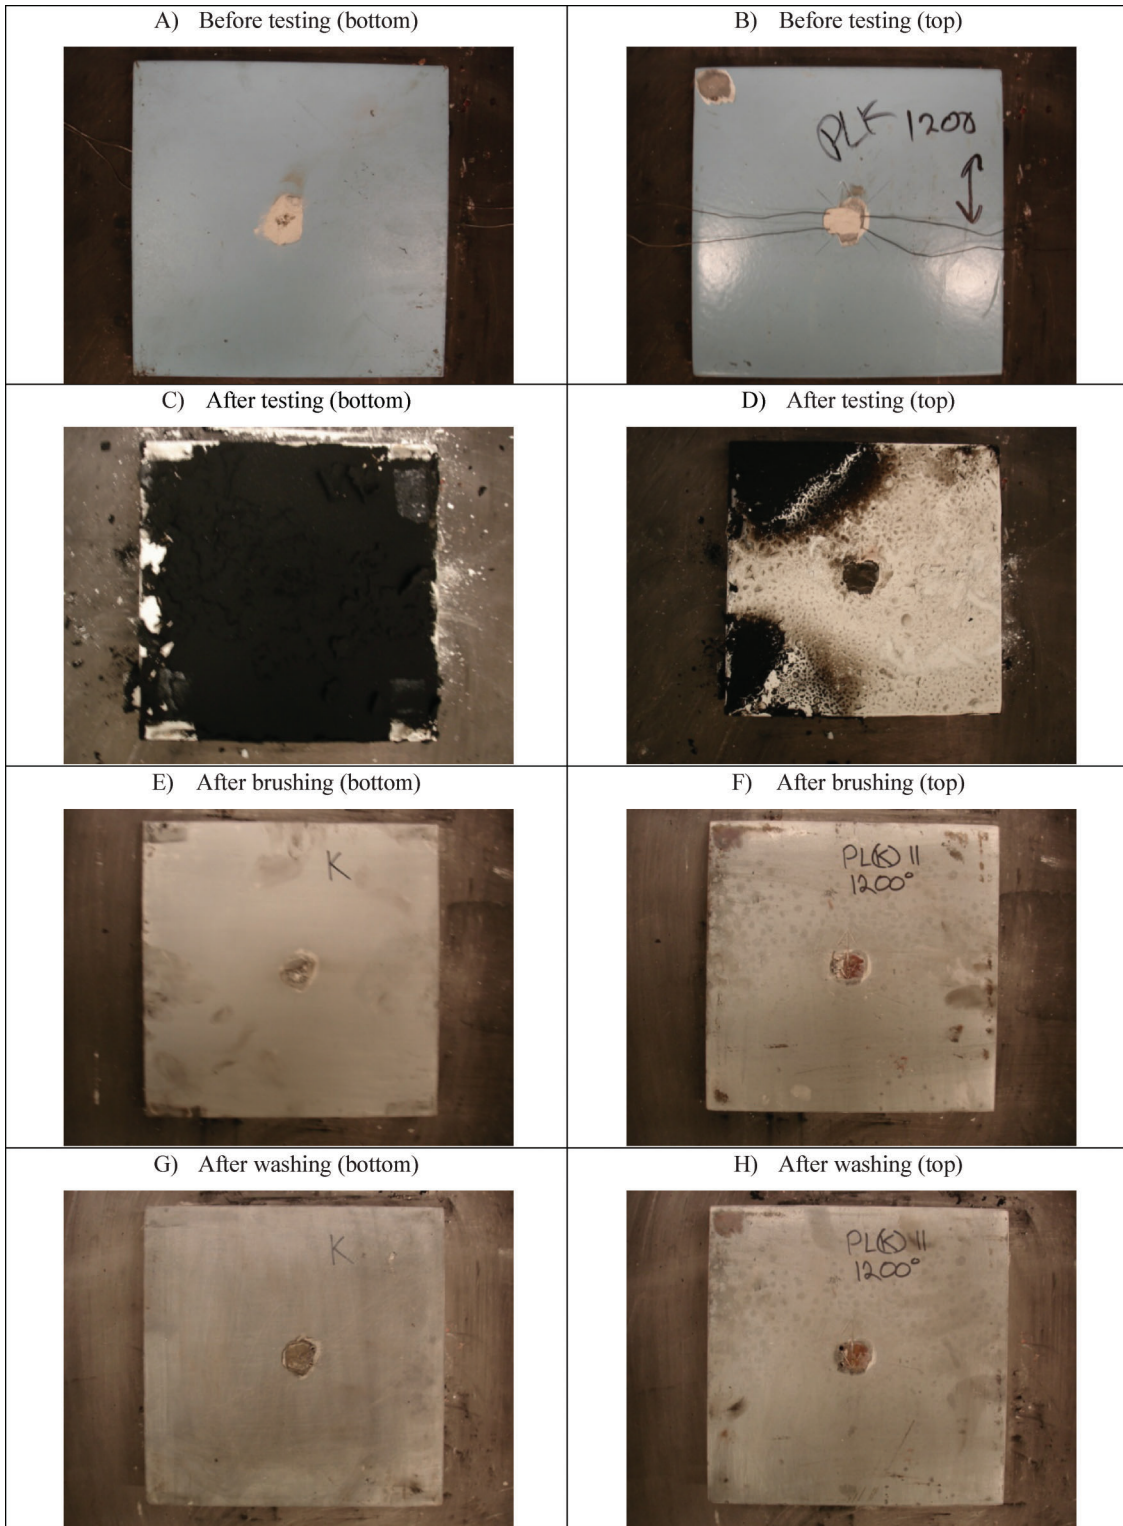 A) Before testing (bottom)
B) Before testing (top)
PLK 1200
C) After testing (bottom)
D) After testing (top)
E) After brushing (bottom)
F) After brushing (top)
K
PL(K) 11
1200°
G) After washing (bottom)
H) After washing (top)
K
PL(K) 11
1200°